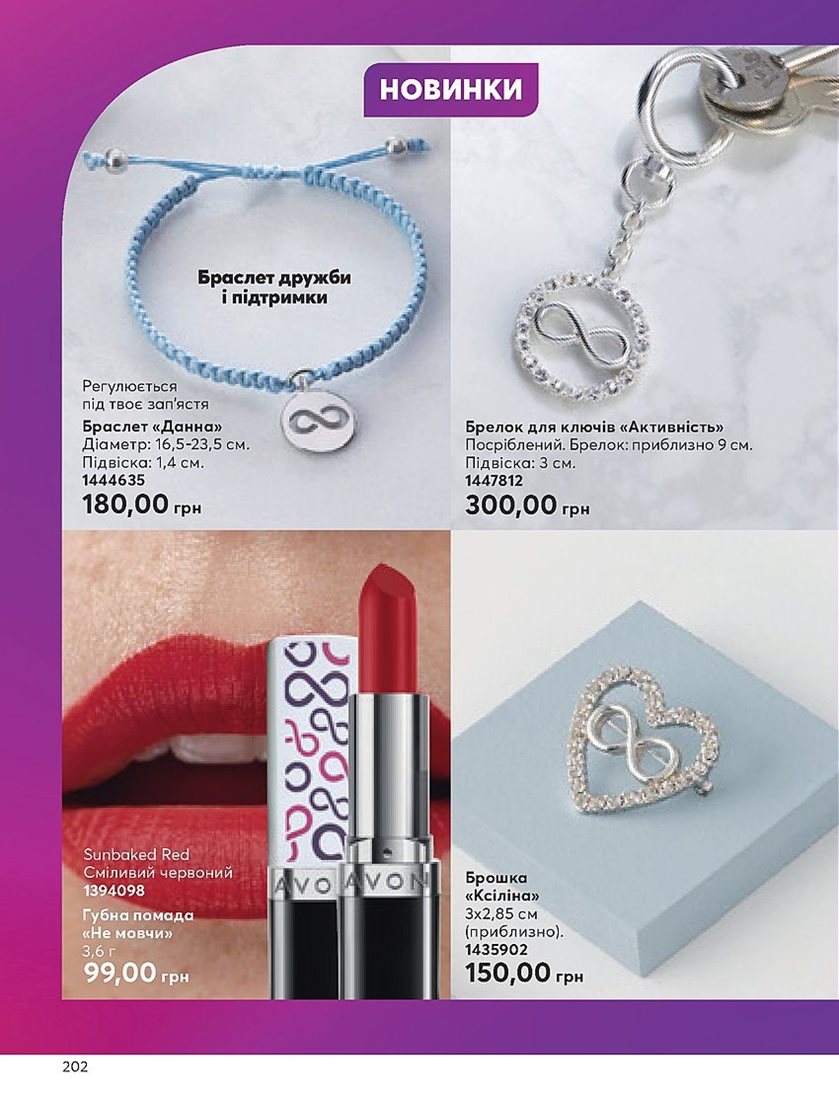 НОВИНКИ
Браслет дружби
і підтримки
Регулюється
під твоє зап'ястя
Браслет «Данна»
Діаметр: 16,5-23,5 см.
Підвіска: 1,4 см.
1444635
180,00 грн
Брелок для ключів «Активність»
Посріблений. Брелок: приблизно 9 см.
Підвіска: 3 см.
1447812
300,00 грн
Sunbaked Red
Сміливий червоний
1394098
Губна помада
«Не мовчи»
3,6 г
99,00 грн
AVO
AVON
Брошка
«Ксіліна»
3х2,85 см
(приблизно).
1435902
150,00 грн
202